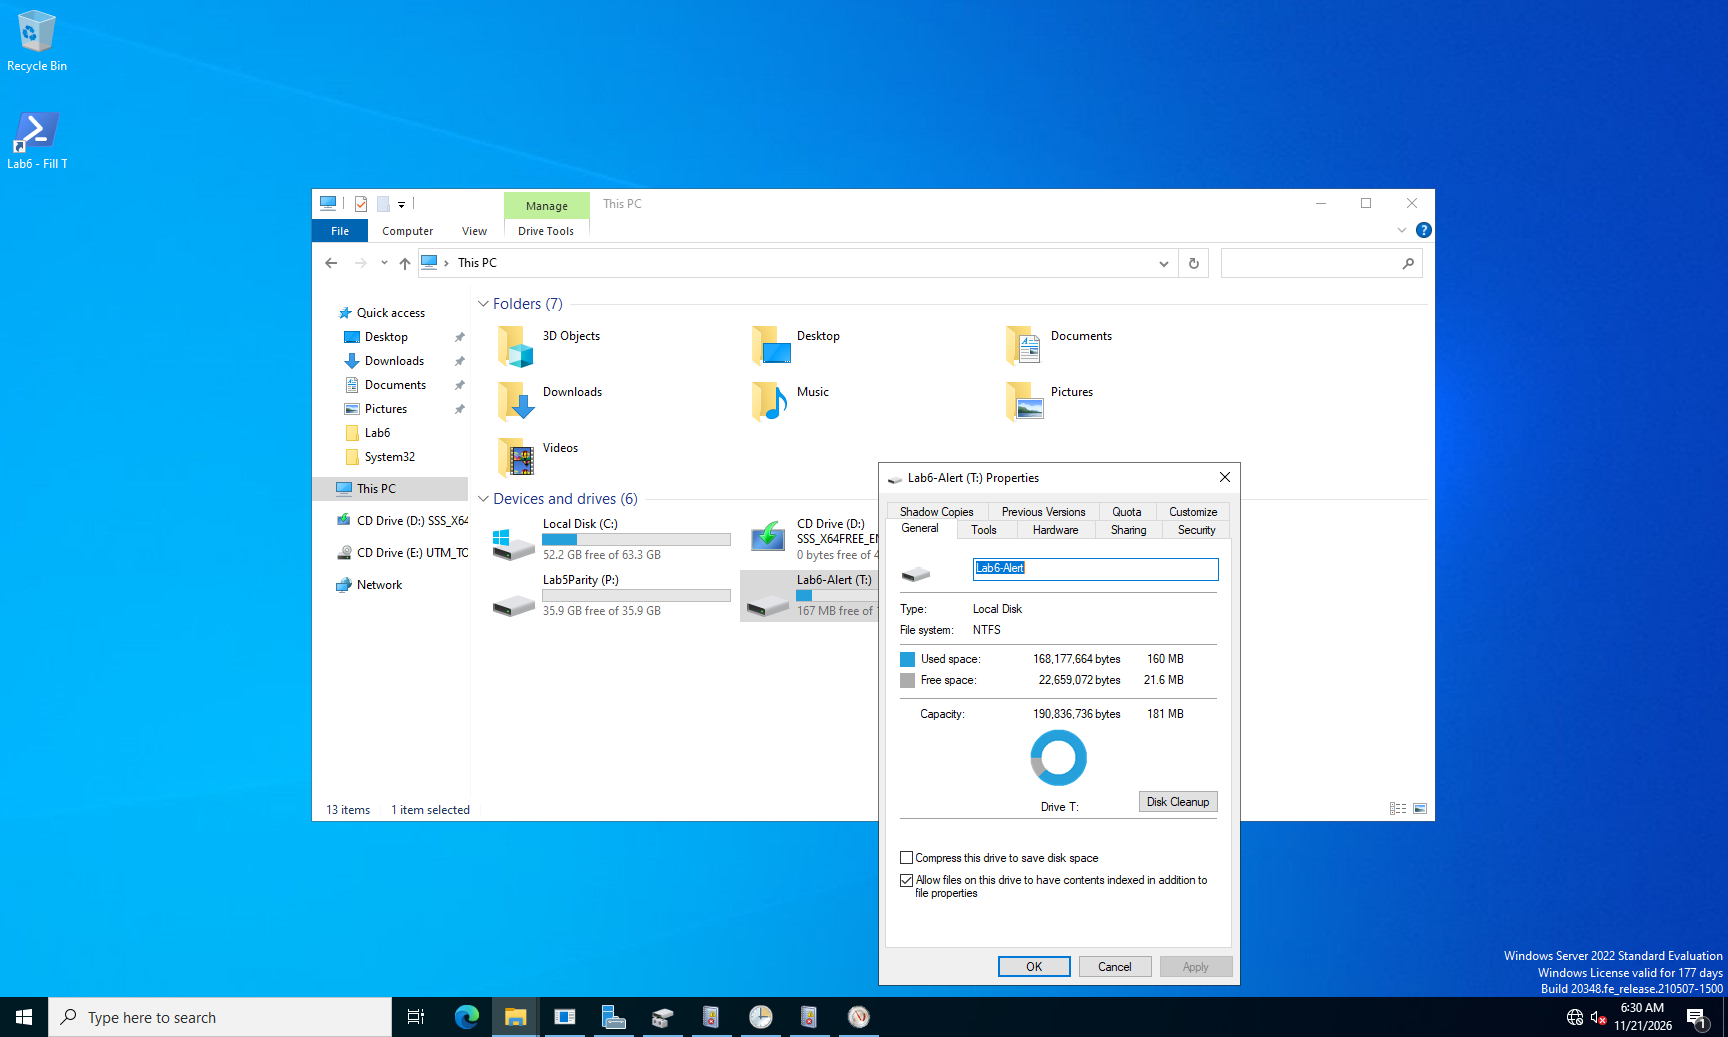 Recycle Bin
Lab6 - Fill T
Manage
This PC
File
Computer
View
Drive Tools
This PC
Quick access
Desktop
Downloads
Documents
Pictures
Lab6
System32
This PC
CD Drive (D:) SSS_X64
CD Drive (E:) UTM_TO
Network
Folders (7)
3D Objects
Desktop
Documents
Downloads
Music
Pictures
Videos
Devices and drives (6)
Local Disk (C:)
52.2 GB free of 63.3 GB
CD Drive (D:)
SSS_X64FREE_EN
0 bytes free of 4
Lab5Parity (P:)
35.9 GB free of 35.9 GB
Lab6-Alert (T:)
167 MB free of 1
13 items
1 item selected
Lab6-Alert (T:) Properties
Shadow Copies
Previous Versions
Quota
Customize
General
Tools
Hardware
Sharing
Security
Lab6-Alert
Type:
Local Disk
File system:
NTFS
Used space:
168,177,664 bytes
160 MB
Free space:
22,659,072 bytes
21.6 MB
Capacity:
190,836,736 bytes
181 MB
Drive T:
Disk Cleanup
Compress this drive to save disk space
Allow files on this drive to have contents indexed in addition to
file properties
OK
Cancel
Apply
Windows Server 2022 Standard Evaluation
Windows License valid for 177 days
Build 20348.fe_release.210507-1500
Type here to search
6:30 AM
11/21/2026
1